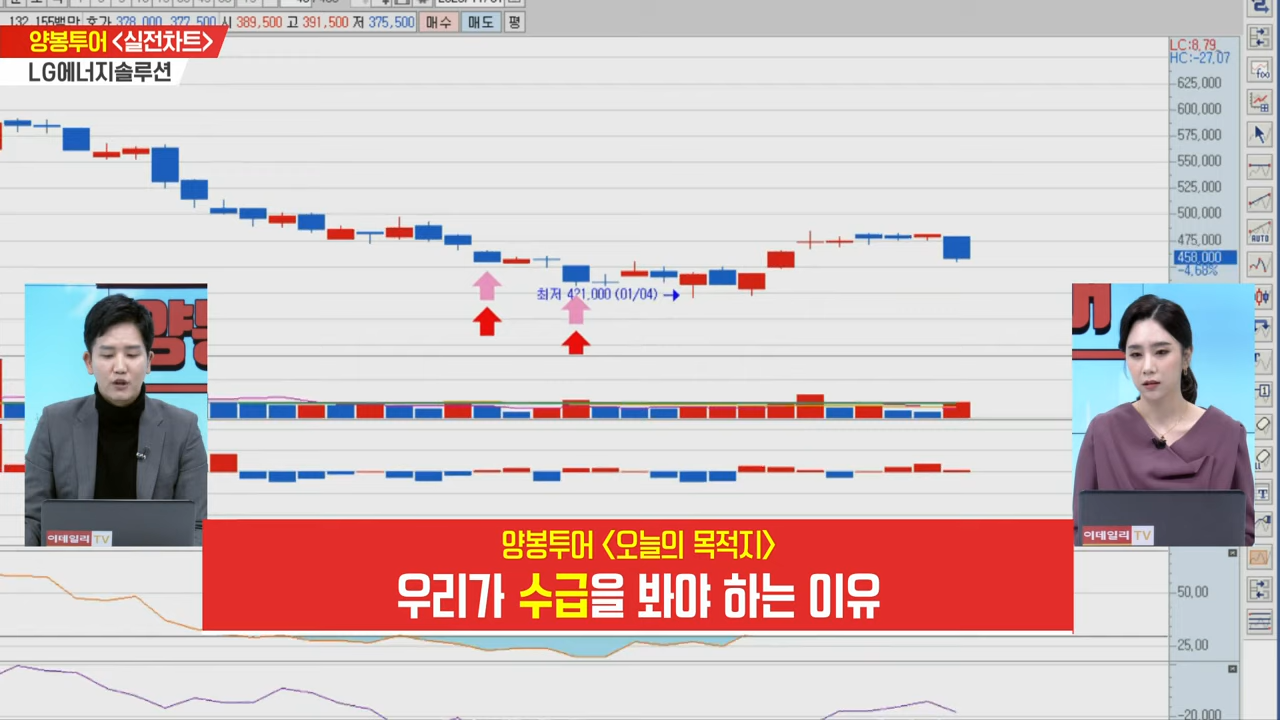 132,155백만 호가 378,000 377,500 시 389,500 고 391,500 저 375,500 매수 매도 평
양봉투어 <실전차트>
LG에너지솔루션
LC:8,79
HC:-27,07
625,000
600,000
575,000
550,000
525,000
500,000
475,000
458,000
-4,68%
AUTO
최저 421,000 (01/04)
이데일리 TV
이데일리 TV
양봉투어 <오늘의 목적지>
우리가 수급을 봐야 하는 이유
50,00
25,00
-20,000